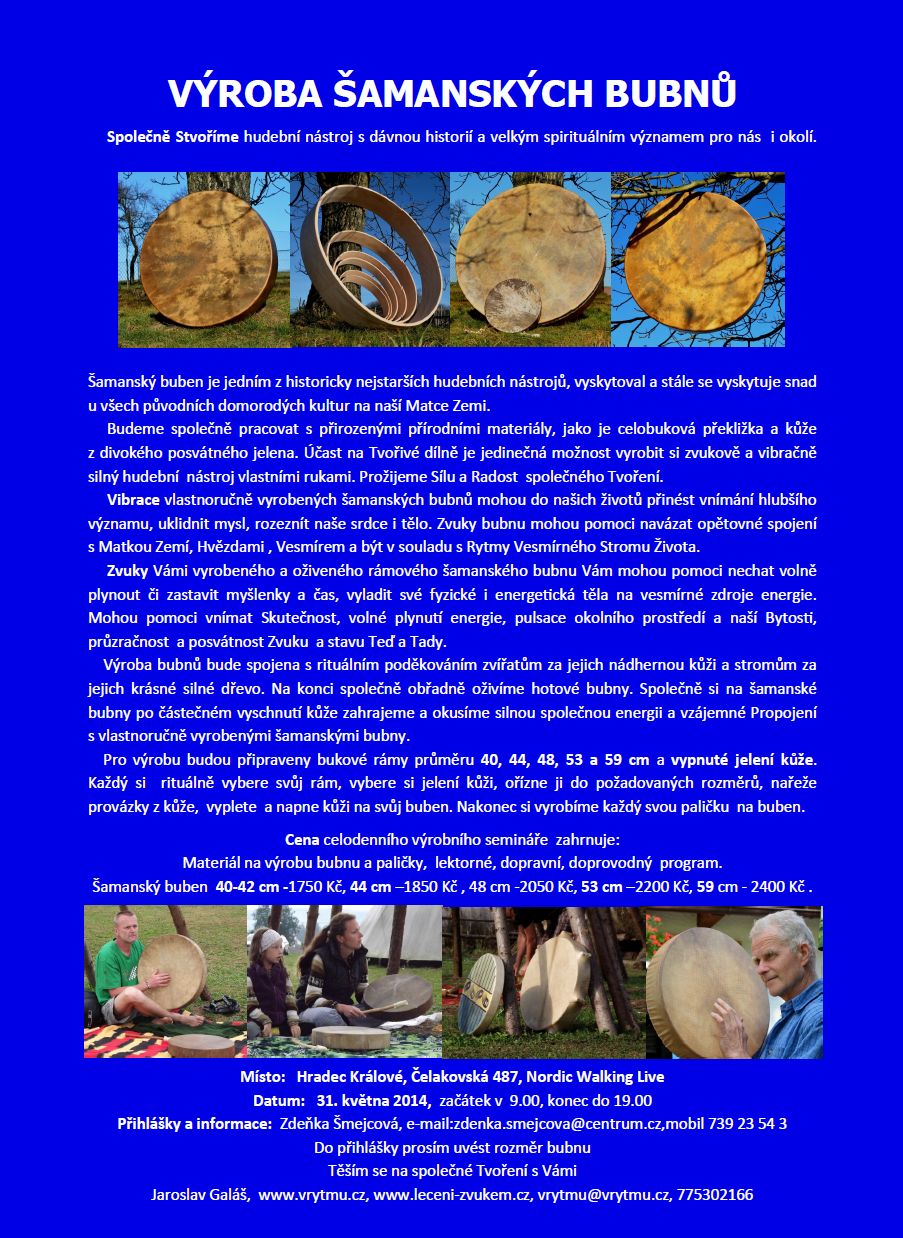 VÝROBA ŠAMANSKÝCH BUBNŮ
Společně Stvoříme hudební nástroj s dávnou historií a velkým spirituálním významem pro nás i okolí.
Šamanský buben je jedním z historicky nejstarších hudebních nástrojů, vyskytoval a stále se vyskytuje snad
u všech původních domorodých kultur na naší Matce Zemi.
Budeme společně pracovat s přirozenými přírodními materiály, jako je celobuková překližka a kůže
z divokého posvátného jelena. Účast na Tvořivé dílně je jedinečná možnost vyrobit si zvukově a vibračně
silný hudební nástroj vlastními rukami. Prožijeme Sílu a Radost společného Tvoření.
Vibrace vlastnoručně vyrobených šamanských bubnů mohou do našich životů přinést vnímání hlubšího
významu, uklidnit mysl, rozeznít naše srdce i tělo. Zvuky bubnu mohou pomoci navázat opětovné spojení
s Matkou Zemí, Hvězdami , Vesmírem a být v souladu s Rytmy Vesmírného Stromu Života.
Zvuky Vámi vyrobeného a oživeného rámového šamanského bubnu Vám mohou pomoci nechat volně
plynout či zastavit myšlenky a čas, vyladit své fyzické i energetická těla na vesmírné zdroje energie.
Mohou pomoci vnímat Skutečnost, volné plynutí energie, pulsace okolního prostředí a naší Bytosti,
průzračnost a posvátnost Zvuku a stavu Teď a Tady.
Výroba bubnů bude spojena s rituálním poděkováním zvířatům za jejich nádhernou kůži a stromům za
jejich krásné silné dřevo. Na konci společně obřadně oživíme hotové bubny. Společně si na šamanské
bubny po částečném vyschnutí kůže zahrajeme a okusíme silnou společnou energii a vzájemné Propojení
s vlastnoručně vyrobenými šamanskými bubny.
Pro výrobu budou připraveny bukové rámy průměru 40, 44, 48, 53 a 59 cm a vypnuté jelení kůže.
Každý si rituálně vybere svůj rám, vybere si jelení kůži, ořízne ji do požadovaných rozměrů, nařeže
provázky z kůže, vyplete a napne kůži na svůj buben. Nakonec si vyrobíme každý svou paličku na buben.
Cena celodenního výrobního semináře zahrnuje:
Materiál na výrobu bubnu a paličky, lektorné, dopravní, doprovodný program.
Šamanský buben 40-42 cm -1750 Kč, 44 cm –1850 Kč , 48 cm -2050 Kč, 53 cm –2200 Kč, 59 cm - 2400 Kč .
Místo: Hradec Králové, Čelakovská 487, Nordic Walking Live
Datum: 31. května 2014, začátek v 9.00, konec do 19.00
Přihlášky a informace: Zdeňka Šmejcová, e-mail:zdenka.smejcova@centrum.cz,mobil 739 23 54 3
Do přihlášky prosím uvést rozměr bubnu
Těším se na společné Tvoření s Vámi
Jaroslav Galáš, www.vrytmu.cz, www.leceni-zvukem.cz, vrytmu@vrytmu.cz, 775302166